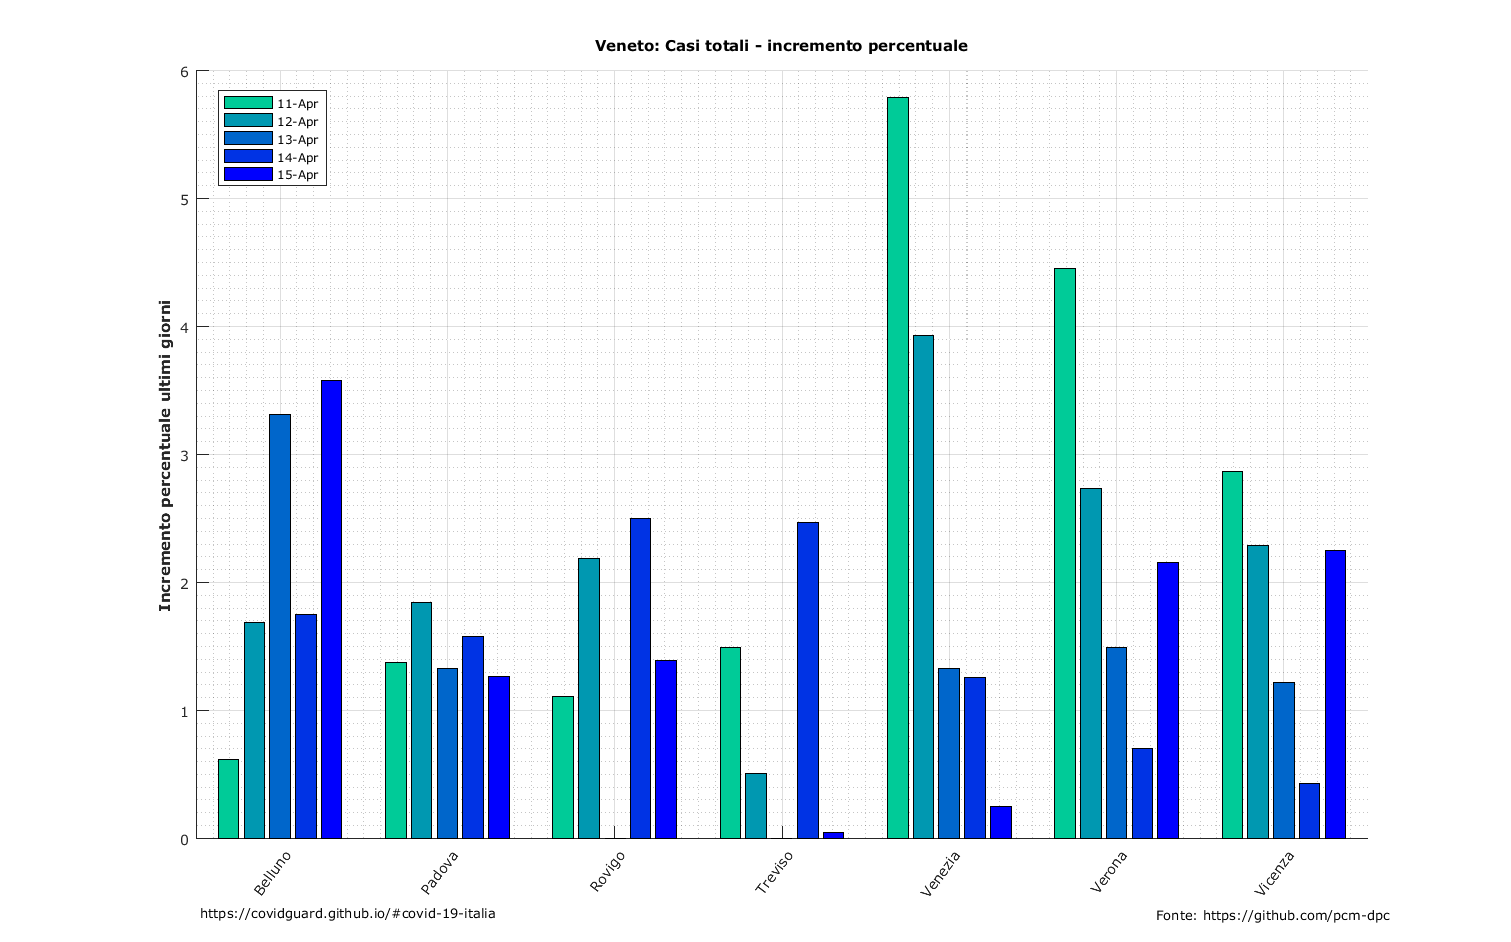 Veneto: Casi totali - incremento percentuale
Incremento percentuale ultimi giorni
6
5
4
3
2
1
0
11-Apr
12-Apr
13-Apr
14-Apr
15-Apr
Belluno
Padova
Rovigo
Treviso
Venezia
Verona
Vicenza
https://covidguard.github.io/#covid-19-italia
Fonte: https://github.com/pcm-dpc